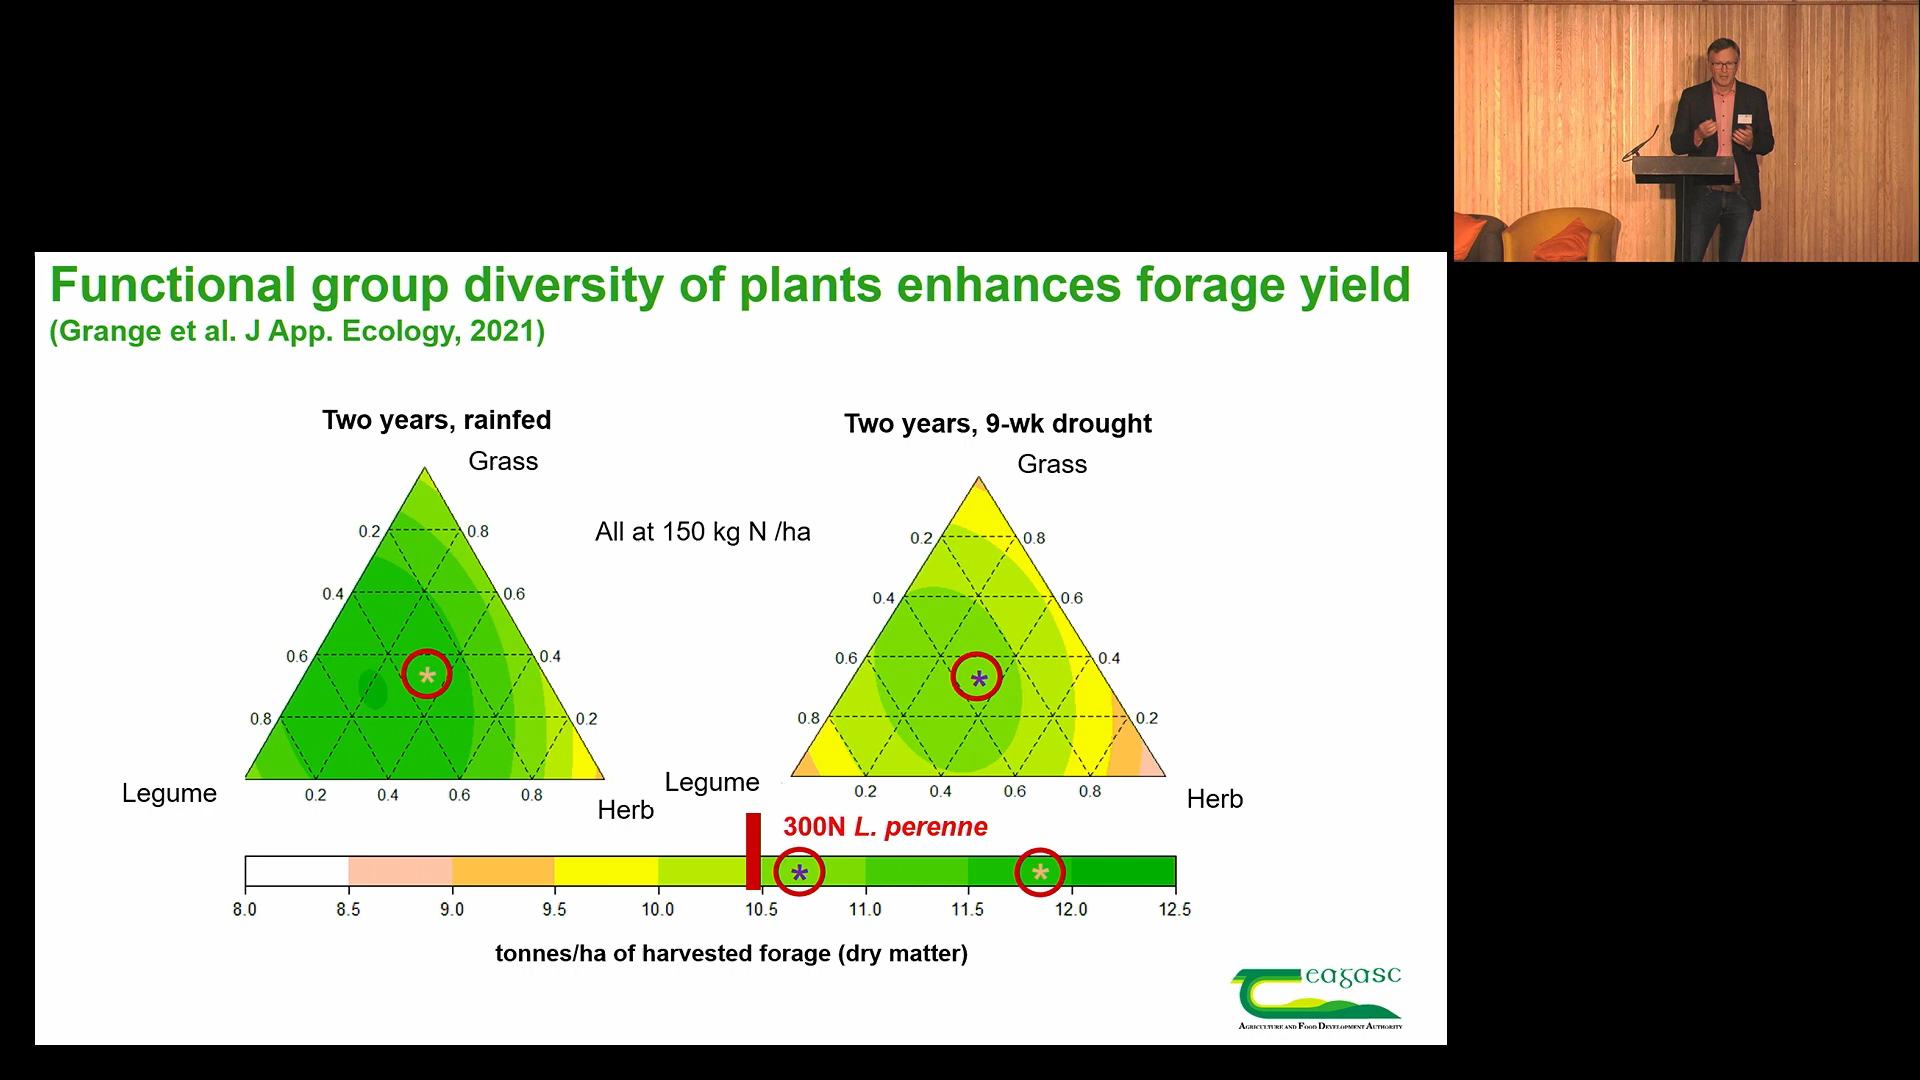 Functional group diversity of plants enhances forage yield
(Grange et al. J App. Ecology, 2021)
Two years, rainfed
Two years, 9-wk drought
Grass
Grass
All at 150 kg N /ha
0.2
0.8
0.2
0.8
0.4
0.6
0.4
0.6
0.6
0.4
0.6
0.4
0.8
0.2
0.8
0.2
Legume
0.2
0.4
0.6
0.8
Herb
Legume
0.2
0.4
0.6
0.8
Herb
300N L. perenne
*
*
8.0
8.5
9.0
9.5
10.0
10.5
11.0
11.5
12.0
12.5
tonnes/ha of harvested forage (dry matter)
eagasc
AGRICULTURE AND FOOD DEVELOPMENT AUTHORITY